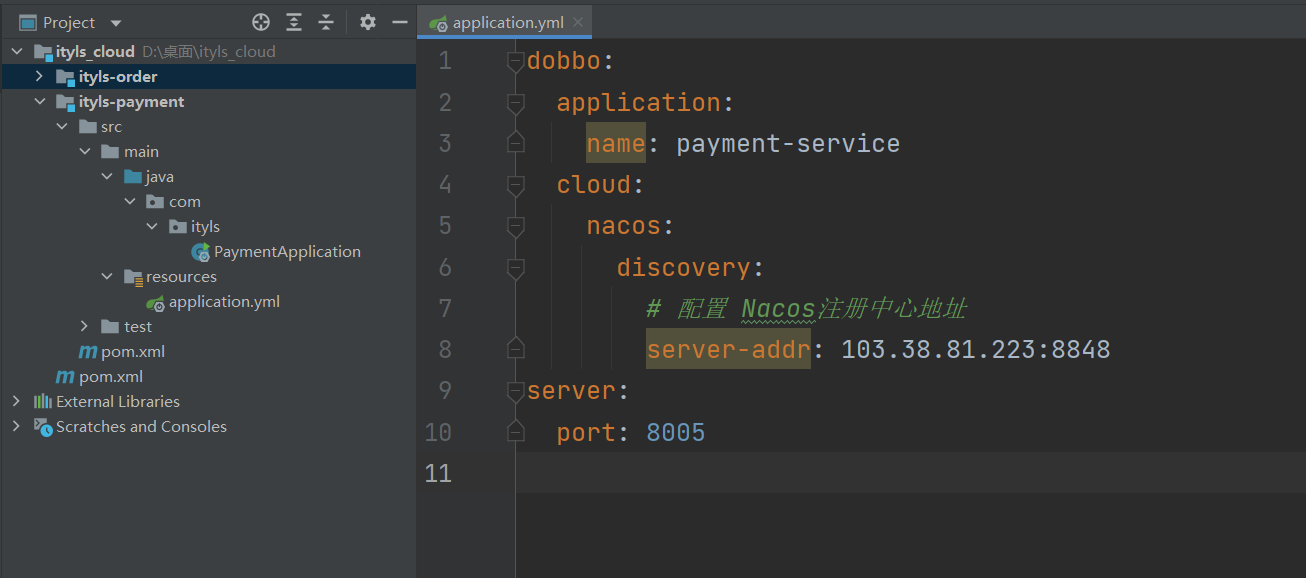 Project
application.yml
ityls_cloud D:\桌面\ityls_cloud
ityls-order
ityls-payment
src
main
java
com
ityls
PaymentApplication
resources
application.yml
test
pom.xml
pom.xml
External Libraries
Scratches and Consoles
1 dobbo:
2 application:
3 name: payment-service
4 cloud:
5 nacos:
6 discovery:
7 # 配置 Nacos注册中心地址
8 server-addr: 103.38.81.223:8848
9 server:
10 port: 8005
11